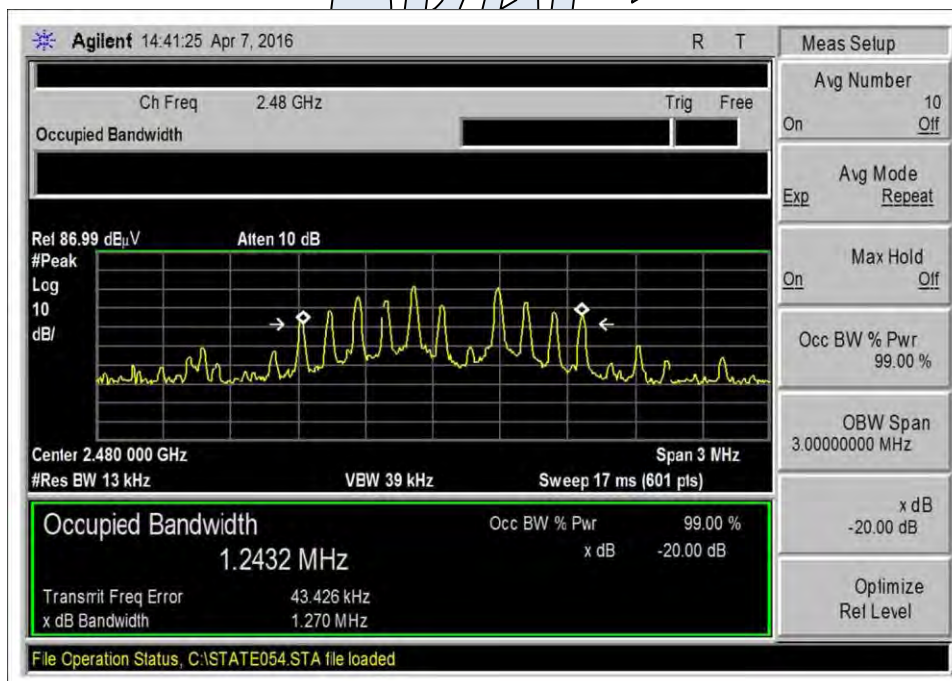 Agilent 14:41:25 Apr 7, 2016 R T
Ch Freq 2.48 GHz Trig Free
Occupied Bandwidth
Ref 86.99 dBµV Atten 10 dB
#Peak
Log
10
dB/
Center 2.480 000 GHz Span 3 MHz
#Res BW 13 kHz VBW 39 kHz Sweep 17 ms (601 pts)
Occupied Bandwidth Occ BW % Pwr 99.00 %
1.2432 MHz x dB -20.00 dB
Transmit Freq Error 43.426 kHz
x dB Bandwidth 1.270 MHz
File Operation Status, C:\STATE054.STA file loaded
Meas Setup
Avg Number
10
On Off
Avg Mode
Exp Repeat
Max Hold
On Off
Occ BW % Pwr
99.00 %
OBW Span
3.00000000 MHz
x dB
-20.00 dB
Optimize
Ref Level